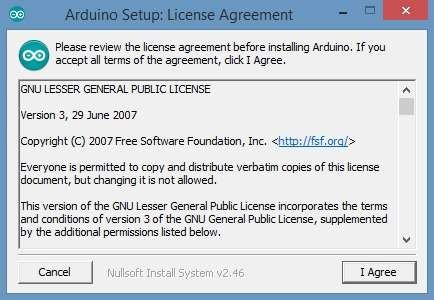 Arduino Setup: License Agreement
Please review the license agreement before installing Arduino. If you
accept all terms of the agreement, click I Agree.
GNU LESSER GENERAL PUBLIC LICENSE
Version 3, 29 June 2007
Copyright (C) 2007 Free Software Foundation, Inc. <http://fsf.org/>
Everyone is permitted to copy and distribute verbatim copies of this license
document, but changing it is not allowed.
This version of the GNU Lesser General Public License incorporates the terms
and conditions of version 3 of the GNU General Public License, supplemented
by the additional permissions listed below.
Cancel
Nullsoft Install System v2.46
I Agree